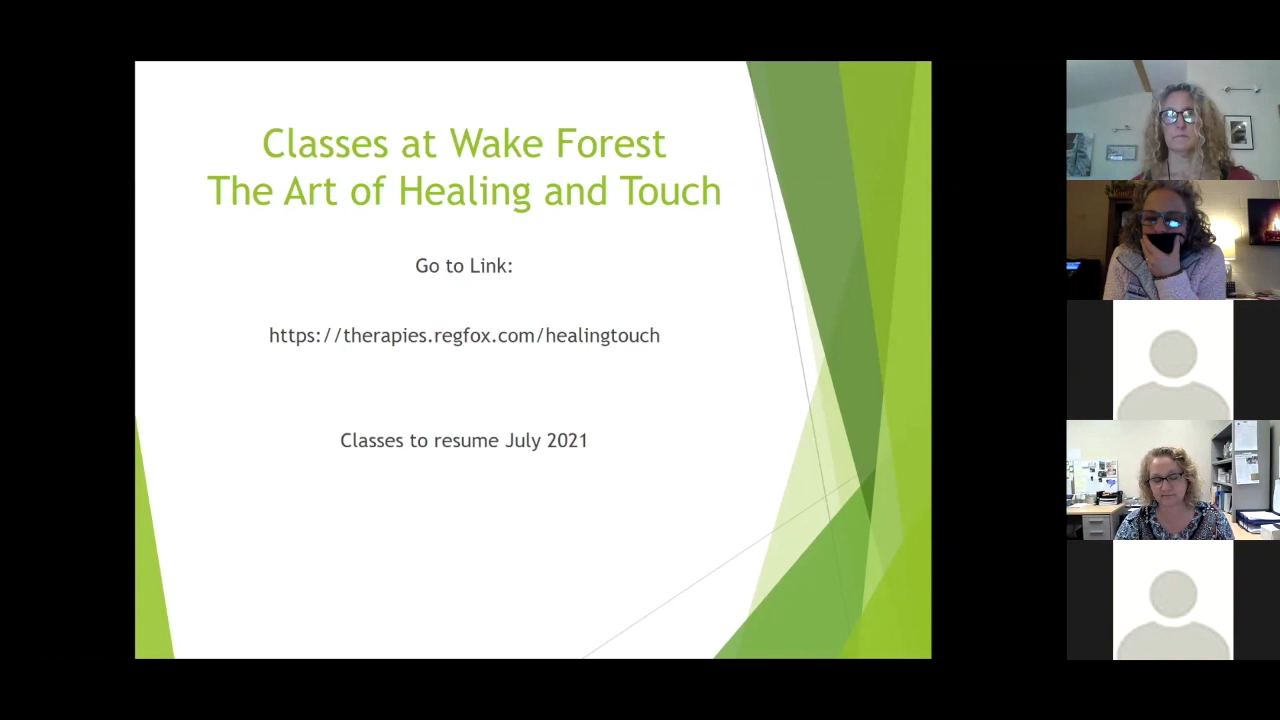 Classes at Wake Forest
The Art of Healing and Touch
Go to Link:
https://therapies.regfox.com/healingtouch
Classes to resume July 2021